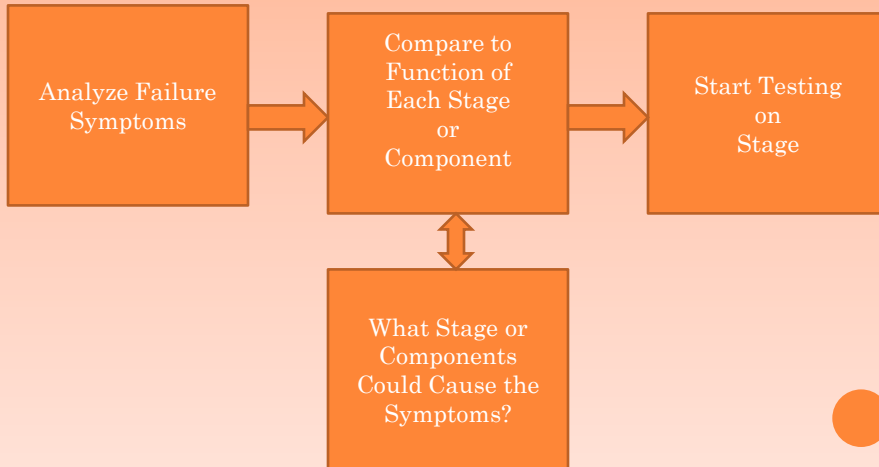 Analyze Failure
Symptoms
Compare to
Function of
Each Stage
or
Component
Start Testing
on
Stage
What Stage or
Components
Could Cause the
Symptoms?